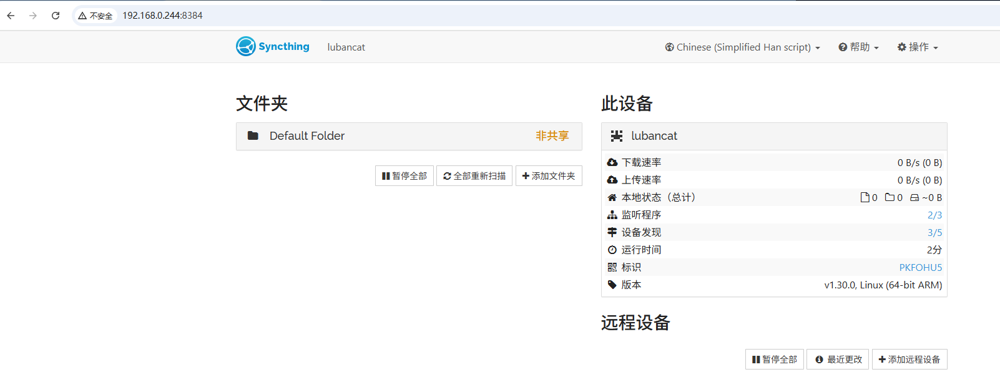 不安全 192.168.0.244:8384
Syncthing lubancat Chinese (Simplified Han script) 帮助 操作
文件夹
Default Folder 非共享
暂停全部 全部重新扫描 添加文件夹
此设备
lubancat
下载速率 0 B/s (0 B)
上传速率 0 B/s (0 B)
本地状态（总计） 0 0 ~0 B
监听程序 2/3
设备发现 3/5
运行时间 2分
标识 PKFOHU5
版本 v1.30.0, Linux (64-bit ARM)
远程设备
暂停全部 最近更改 添加远程设备